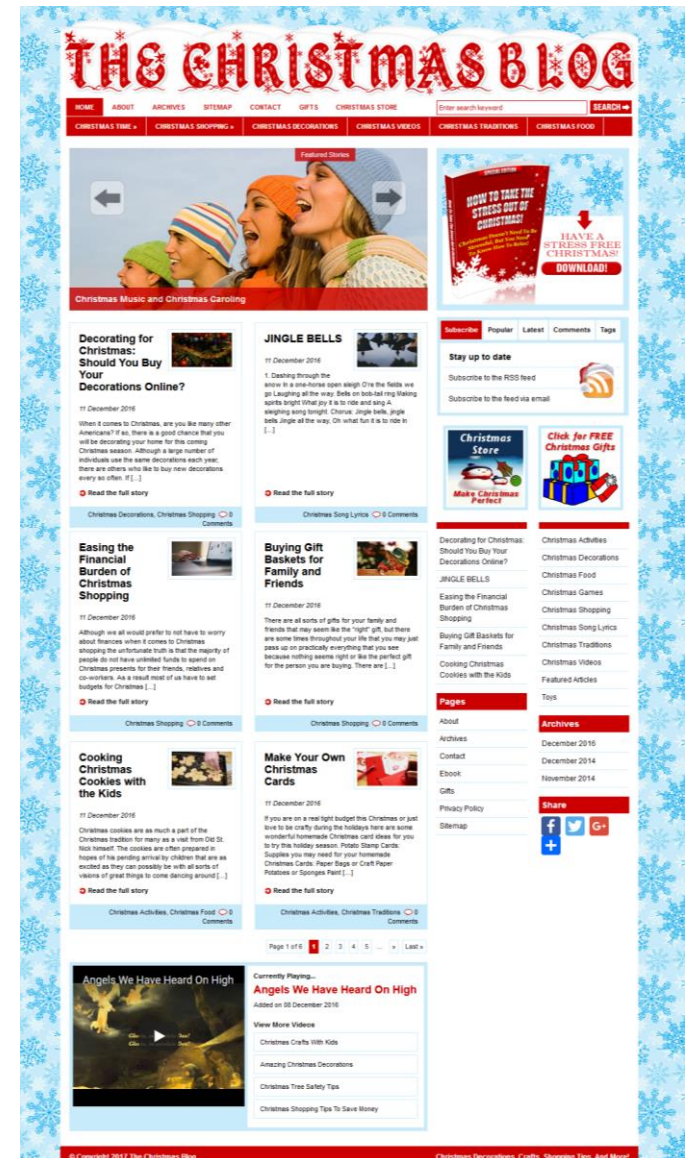 THE CHRISTMAS BLOG
HOME ABOUT ARCHIVES SITEMAP CONTACT GIFTS CHRISTMAS STORE
Enter search keyword SEARCH
CHRISTMAS TIME » CHRISTMAS SHOPPING » CHRISTMAS DECORATIONS CHRISTMAS VIDEOS CHRISTMAS TRADITIONS CHRISTMAS FOOD
Featured Stories
Christmas Music and Christmas Caroling
SPECIAL EDITION
HOW TO TAKE THE
STRESS OUT OF
CHRISTMAS!
Christmas Doesn't Need To Be
Stressful, But You Need
To Know How To Relax!
HAVE A
STRESS FREE
CHRISTMAS!
DOWNLOAD!
Decorating for
Christmas:
Should You Buy
Your
Decorations Online?
11 December 2016
When it comes to Christmas, are you like many other
Americans? If so, there is a good chance that you
will be decorating your home for this coming
Christmas season. Although a large number of
individuals use the same decorations each year,
there are others who like to buy new decorations
every so often. If [...]
Read the full story
Christmas Decorations, Christmas Shopping 0
Comments
JINGLE BELLS
11 December 2016
1. Dashing through the
snow In a one-horse open sleigh O're the fields we
go Laughing all the way. Bells on bob-tail ring Making
spirits bright What joy it is to ride and sing A
sleighing song tonight. Chorus: Jingle bells, jingle
bells Jingle all the way, Oh what fun it is to ride In
[...]
Read the full story
Christmas Song Lyrics 0 Comments
Subscribe Popular Latest Comments Tags
Stay up to date
Subscribe to the RSS feed
Subscribe to the feed via email
Christmas
Store
Make Christmas
Perfect
Click for FREE
Christmas Gifts
Easing the
Financial
Burden of
Christmas
Shopping
11 December 2016
Although we all would prefer to not have to worry
about finances when it comes to Christmas
shopping the unfortunate truth is that the majority of
people do not have unlimited funds to spend on
Christmas presents for their friends, relatives and
co-workers. As a result most of us have to set
budgets for Christmas [...]
Read the full story
Christmas Shopping 0 Comments
Buying Gift
Baskets for
Family and
Friends
11 December 2016
There are all sorts of gifts for your family and
friends that may seem like the "right" gift, but there
are some times throughout your life that you may just
pass up on practically everything that you see
because nothing seems right or like the perfect gift
for the person you are buying. There are [...]
Read the full story
Christmas Shopping 0 Comments
Cooking
Christmas
Cookies with
the Kids
11 December 2016
Christmas cookies are as much a part of the
Christmas tradition for many as a visit from Old St.
Nick himself. The cookies are often prepared in
hopes of his pending arrival by children that are as
excited as they can possibly be with all sorts of
visions of great things to come dancing around [...]
Read the full story
Christmas Activities, Christmas Food 0
Comments
Make Your Own
Christmas
Cards
11 December 2016
If you are on a real tight budget this Christmas or just
love to be crafty during the holidays here are some
wonderful homemade Christmas card ideas for you
to try this holiday season. Potato Stamp Cards:
Supplies you may need for your homemade
Christmas Cards: Paper Bags or Craft Paper
Potatoes or Sponges Paint [...]
Read the full story
Christmas Activities, Christmas Traditions 0
Comments
Decorating for Christmas:
Should You Buy Your
Decorations Online?
JINGLE BELLS
Easing the Financial
Burden of Christmas
Shopping
Buying Gift Baskets for
Family and Friends
Cooking Christmas
Cookies with the Kids
Pages
About
Archives
Contact
Ebook
Gifts
Privacy Policy
Sitemap
Christmas Activities
Christmas Decorations
Christmas Food
Christmas Games
Christmas Shopping
Christmas Song Lyrics
Christmas Traditions
Christmas Videos
Featured Articles
Toys
Archives
December 2016
December 2014
November 2014
Share
G+
Page 1 of 6 1 2 3 4 5 ... » Last »
Angels We Have Heard On High
Currently Playing...
Angels We Have Heard On High
Added on 08 December 2016
View More Videos
Christmas Crafts With Kids
Amazing Christmas Decorations
Christmas Tree Safety Tips
Christmas Shopping Tips To Save Money
© Copyright 2017 The Christmas Blog
Christmas Decorations, Crafts, Shopping Tips, And More!